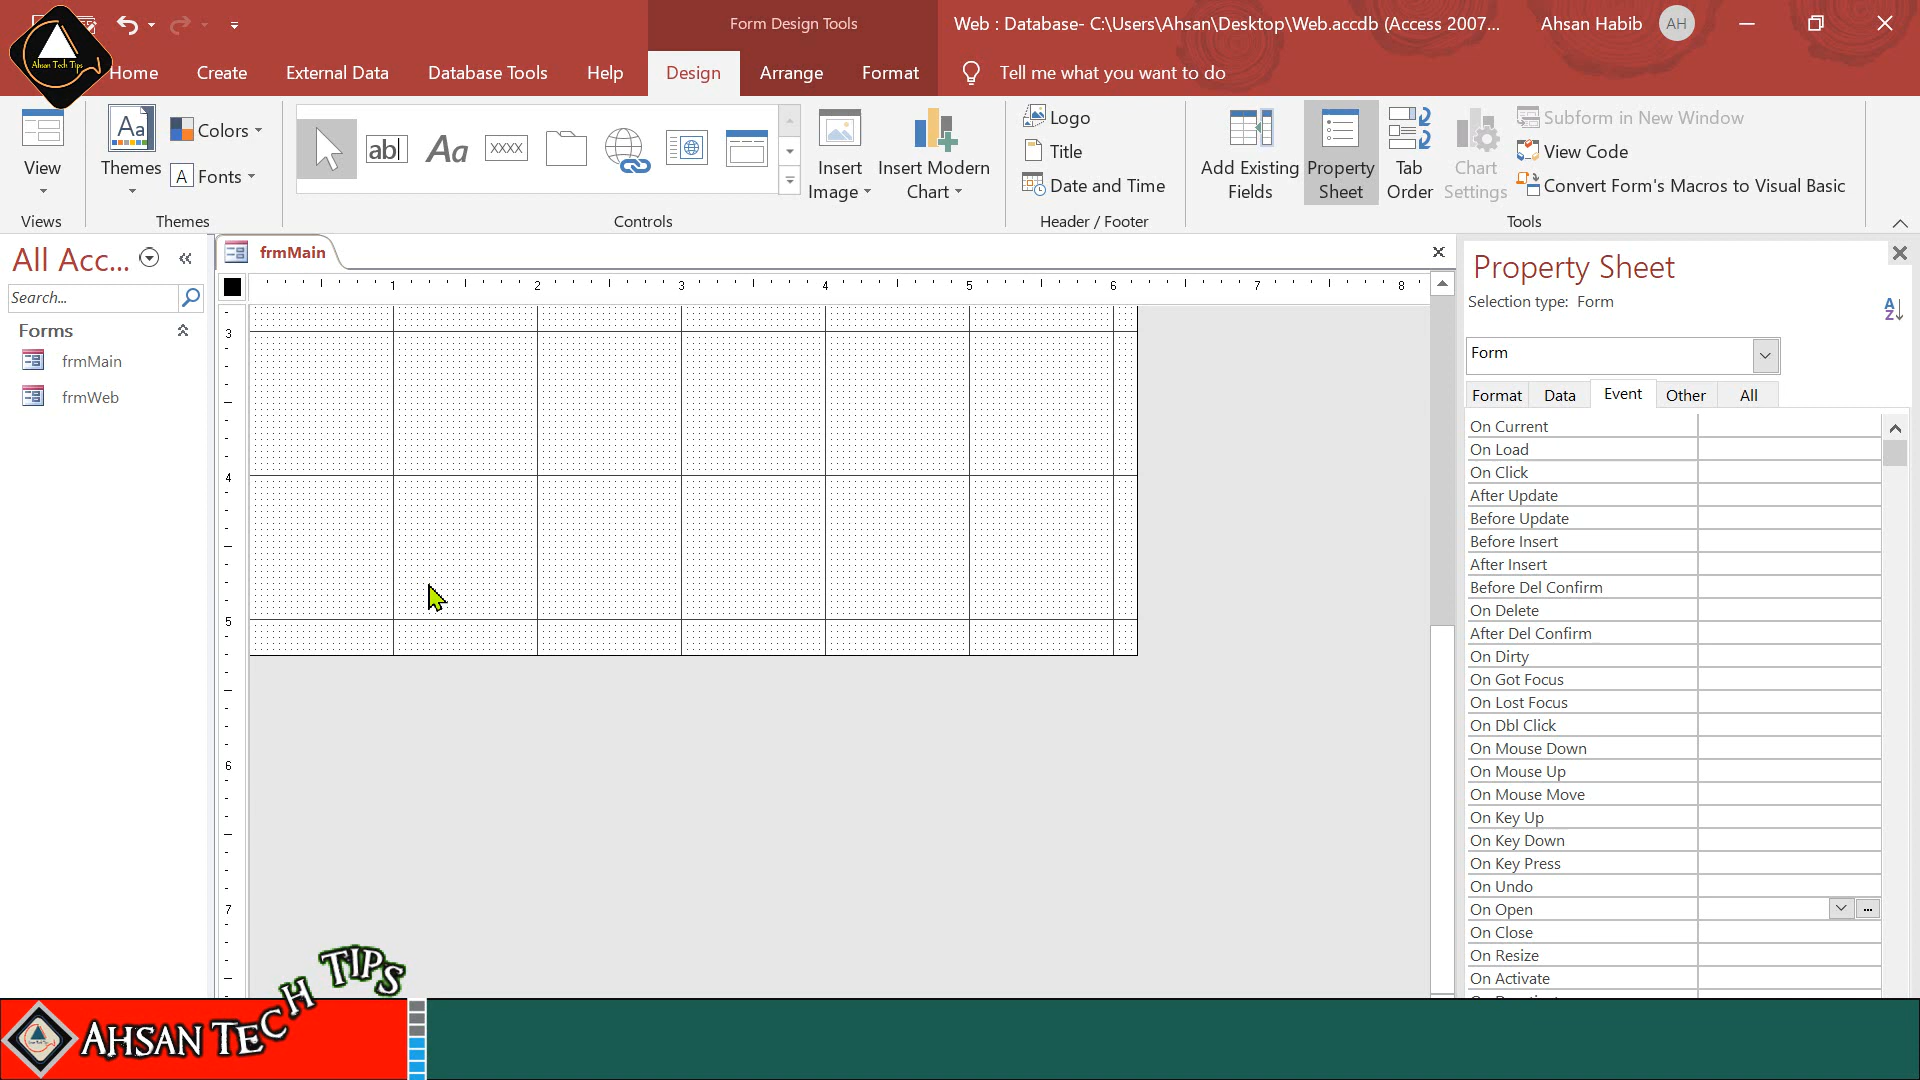 Form Design Tools
Web : Database- C:\Users\Ahsan\Desktop\Web.accdb (Access 2007...
Ahsan Habib
AH
Ahsan Tech Tips
Home
Create
External Data
Database Tools
Help
Design
Arrange
Format
Tell me what you want to do
View
Views
Aa
Themes
Colors
A
Fonts
Themes
ab
Aa
XXXX
Controls
Insert
Image
Insert Modern
Chart
Logo
Title
Date and Time
Header / Footer
Add Existing
Fields
Property
Sheet
Tab
Order
Chart
Settings
Subform in New Window
View Code
Convert Form's Macros to Visual Basic
Tools
All Acc...
Search...
Forms
frmMain
frmWeb
frmMain
1 2 3 4 5 6 7 8
3
4
5
6
7
Property Sheet
Selection type: Form
AZ
Form
Format
Data
Event
Other
All
On Current
On Load
On Click
After Update
Before Update
Before Insert
After Insert
Before Del Confirm
On Delete
After Del Confirm
On Dirty
On Got Focus
On Lost Focus
On Dbl Click
On Mouse Down
On Mouse Up
On Mouse Move
On Key Up
On Key Down
On Key Press
On Undo
On Open
...
On Close
On Resize
On Activate
AHSAN TECH TIPS